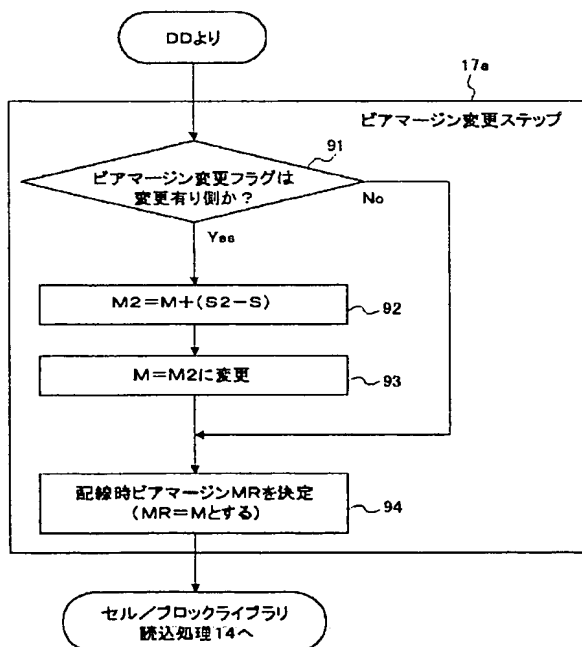 DDより
17a
ビアマージン変更ステップ
91
ビアマージン変更フラグは
変更有り側か？
No
Yes
M2＝M＋(S2－S)
92
M＝M2に変更
93
配線時ビアマージンMRを決定
(MR＝Mとする)
94
セル／ブロックライブラリ
読込処理14へ